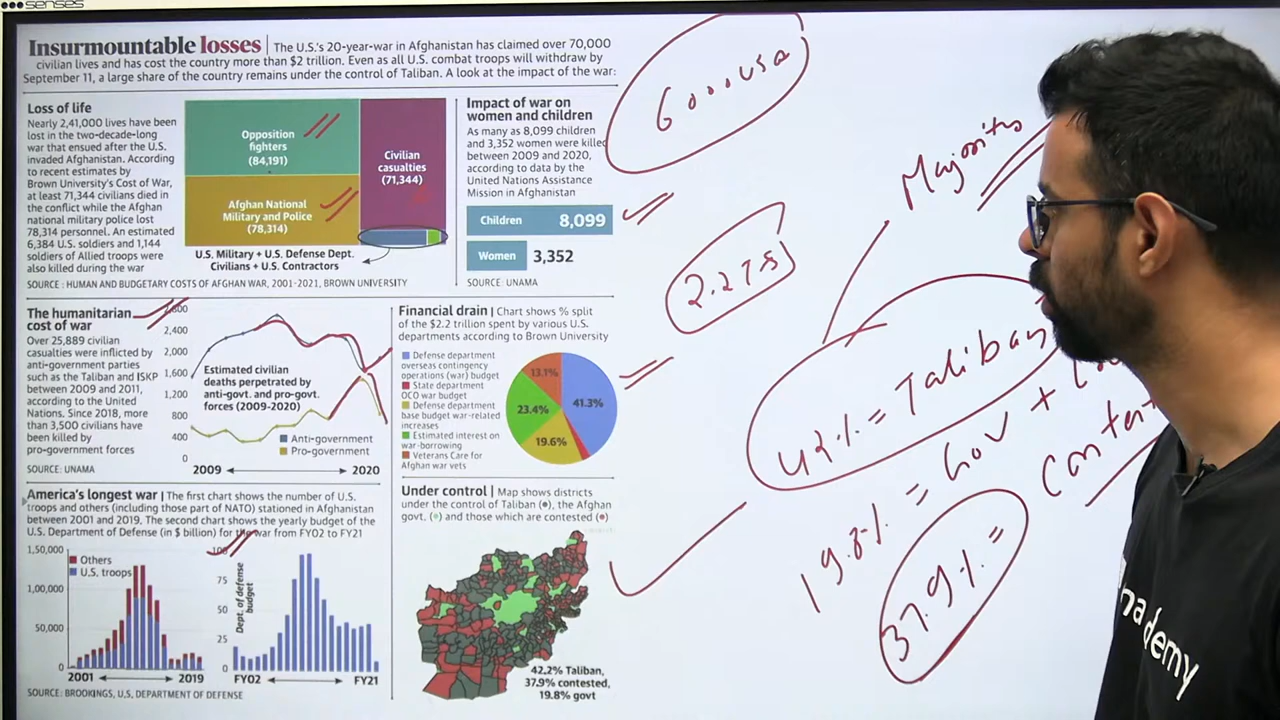 senses
Insurmountable losses | The U.S.'s 20-year-war in Afghanistan has claimed over 70,000
civilian lives and has cost the country more than $2 trillion. Even as all U.S. combat troops will withdraw by
September 11, a large share of the country remains under the control of Taliban. A look at the impact of the war:
Loss of life
Nearly 2,41,000 lives have been
lost in the two-decade-long
war that ensued after the U.S.
invaded Afghanistan. According
to recent estimates by
Brown University's Cost of War,
at least 71,344 civilians died in
the conflict while the Afghan
national military police lost
78,314 personnel. An estimated
6,384 U.S. soldiers and 1,144
soldiers of Allied troops were
also killed during the war
Opposition
fighters
(84,191)
Afghan National
Military and Police
(78,314)
Civilian
casualties
(71,344)
U.S. Military + U.S. Defense Dept.
Civilians + U.S. Contractors
SOURCE : HUMAN AND BUDGETARY COSTS OF AFGHAN WAR, 2001-2021, BROWN UNIVERSITY
Impact of war on
women and children
As many as 8,099 children
and 3,352 women were killed
between 2009 and 2020,
according to data by the
United Nations Assistance
Mission in Afghanistan
Children 8,099
Women 3,352
SOURCE: UNAMA
The humanitarian
cost of war
Over 25,889 civilian
casualties were inflicted by
anti-government parties
such as the Taliban and ISKP
between 2009 and 2011,
according to the United
Nations. Since 2018, more
than 3,500 civilians have
been killed by
pro-government forces
SOURCE: UNAMA
2,800
2,400
2,000
1,600
1,200
800
400
0
Estimated civilian
deaths perpetrated by
anti-govt. and pro-govt.
forces (2009-2020)
Anti-government
Pro-government
2009
2020
Financial drain | Chart shows % split
of the $2.2 trillion spent by various U.S.
departments according to Brown University
Defense department
overseas contingency
operations (war) budget
State department
OCO war budget
Defense department
base budget war-related
increases
Estimated interest on
war-borrowing
Veterans Care for
Afghan war vets
13.1%
41.3%
23.4%
19.6%
America's longest war | The first chart shows the number of U.S.
troops and others (including those part of NATO) stationed in Afghanistan
between 2001 and 2019. The second chart shows the yearly budget of the
U.S. Department of Defense (in $ billion) for the war from FY02 to FY21
1,50,000
1,00,000
50,000
0
Others
U.S. troops
2001
2019
100
75
50
25
0
Dept. of defense
budget
FY02
FY21
SOURCE: BROOKINGS, U.S, DEPARTMENT OF DEFENSE
Under control | Map shows districts
under the control of Taliban (●), the Afghan
govt. (●) and those which are contested (●)
42.2% Taliban,
37.9% contested,
19.8% govt
6000 USA
2.2T.$
Majority
42% = Taliban
19.8% = Gov +
37.9% =